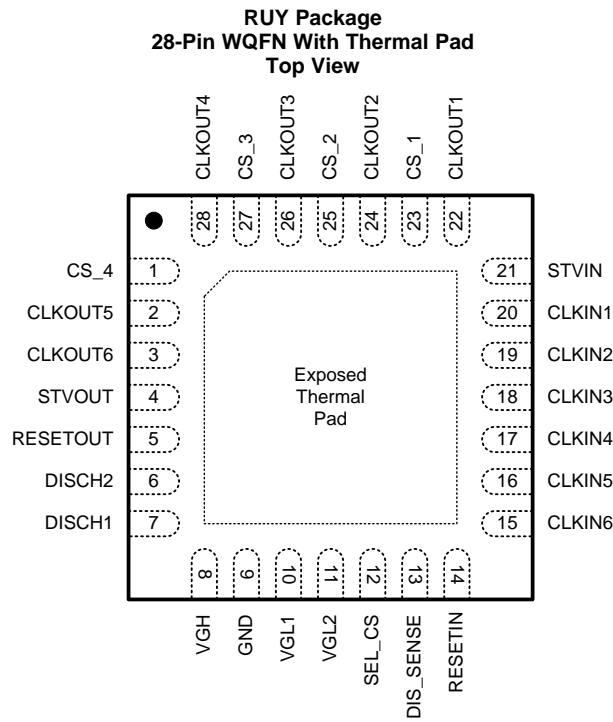 RUY Package
28-Pin WQFN With Thermal Pad
Top View
CLKOUT4
CS_3
CLKOUT3
CS_2
CLKOUT2
CS_1
CLKOUT1
28
27
26
25
24
23
22
CS_4 1
CLKOUT5 2
CLKOUT6 3
STVOUT 4
RESETOUT 5
DISCH2 6
DISCH1 7
Exposed
Thermal
Pad
21 STVIN
20 CLKIN1
19 CLKIN2
18 CLKIN3
17 CLKIN4
16 CLKIN5
15 CLKIN6
8
9
10
11
12
13
14
VGH
GND
VGL1
VGL2
SEL_CS
DIS_SENSE
RESETIN